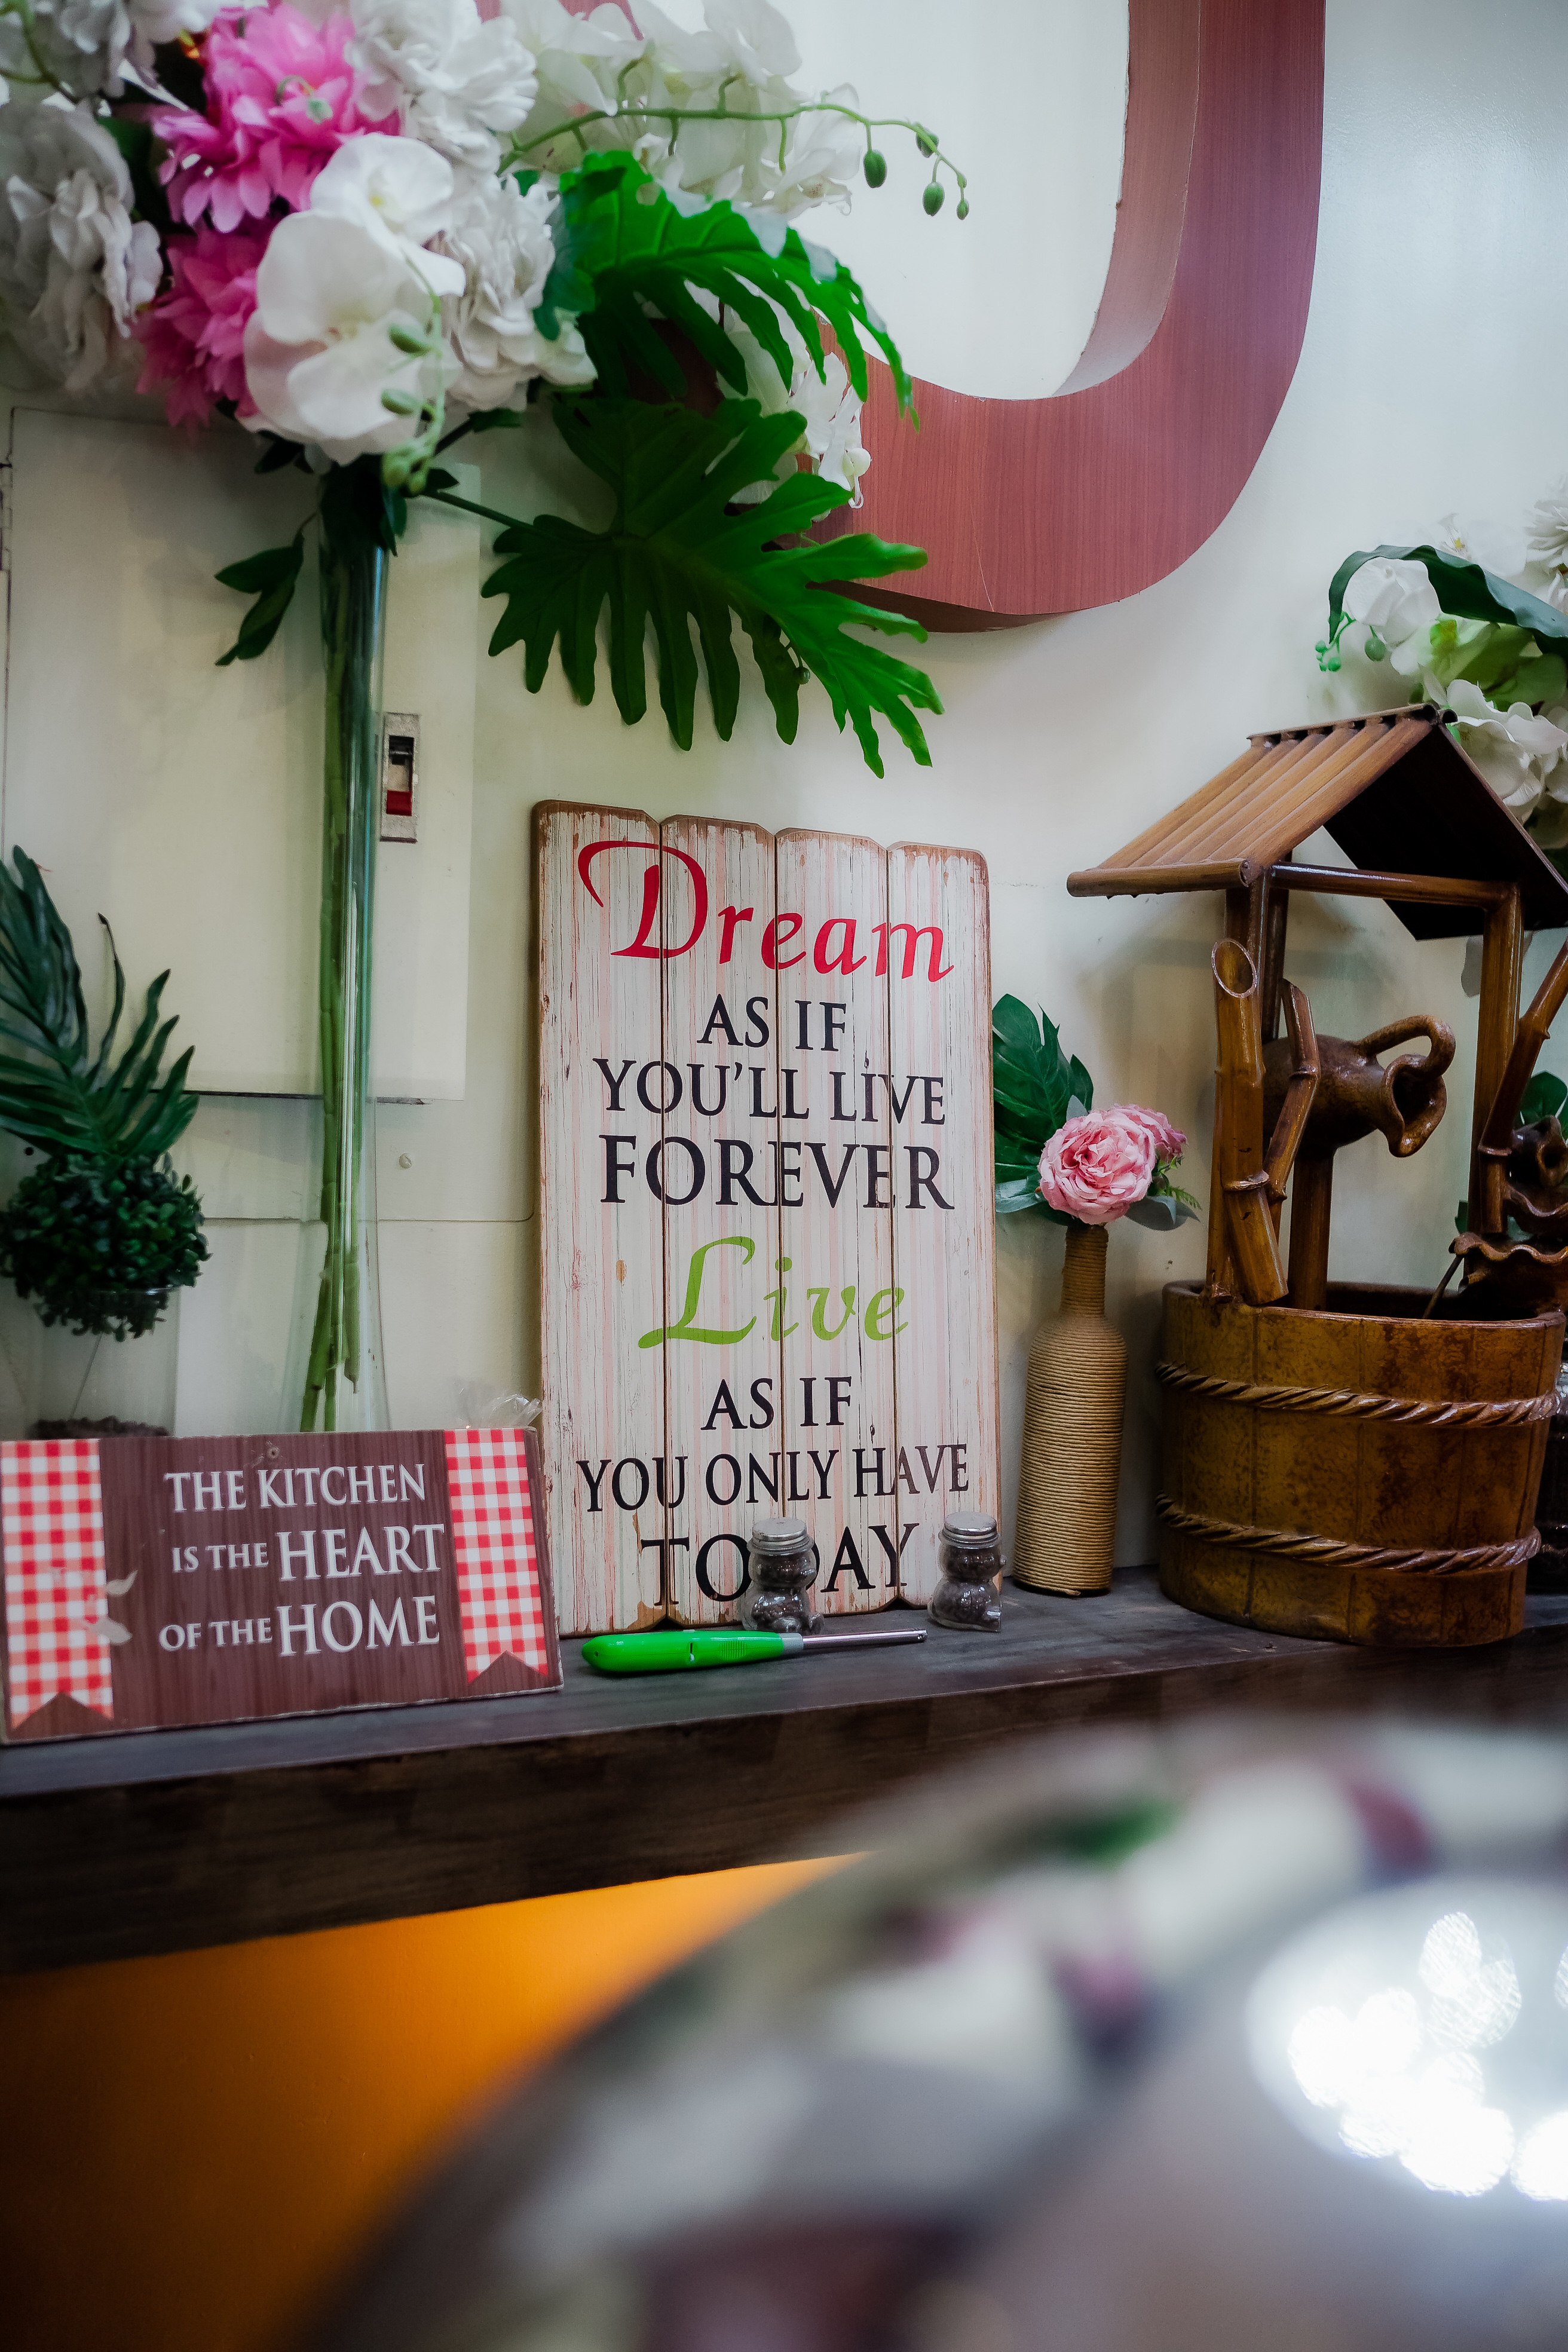 Dream
AS IF
YOU'LL LIVE
FOREVER
Live
AS IF
YOU ONLY HAVE
TODAY
THE KITCHEN
IS THE HEART
OF THE HOME